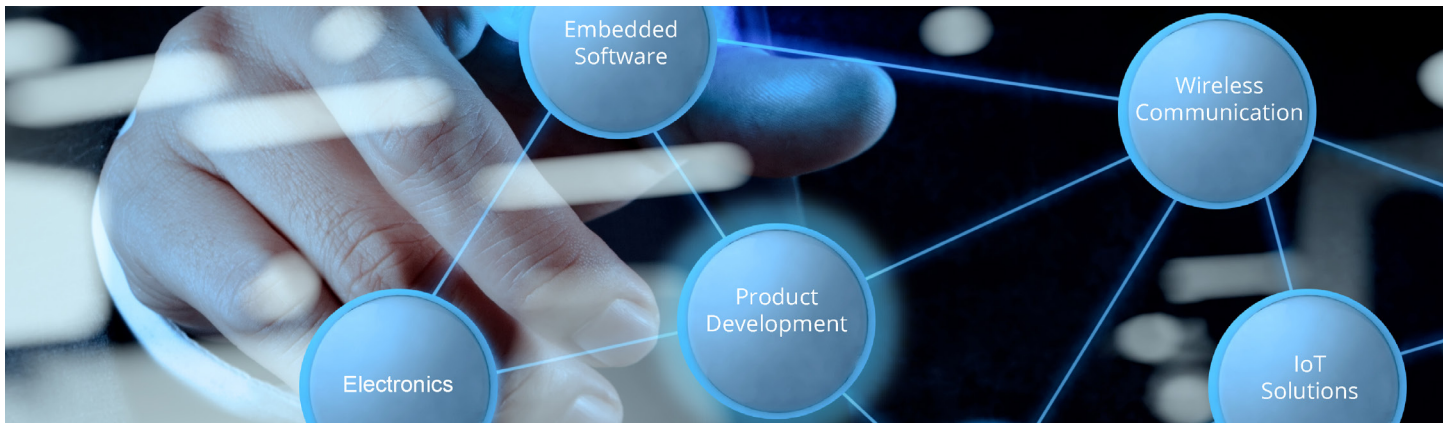 Embedded
Software
Wireless
Communication
Product
Development
Electronics
IoT
Solutions